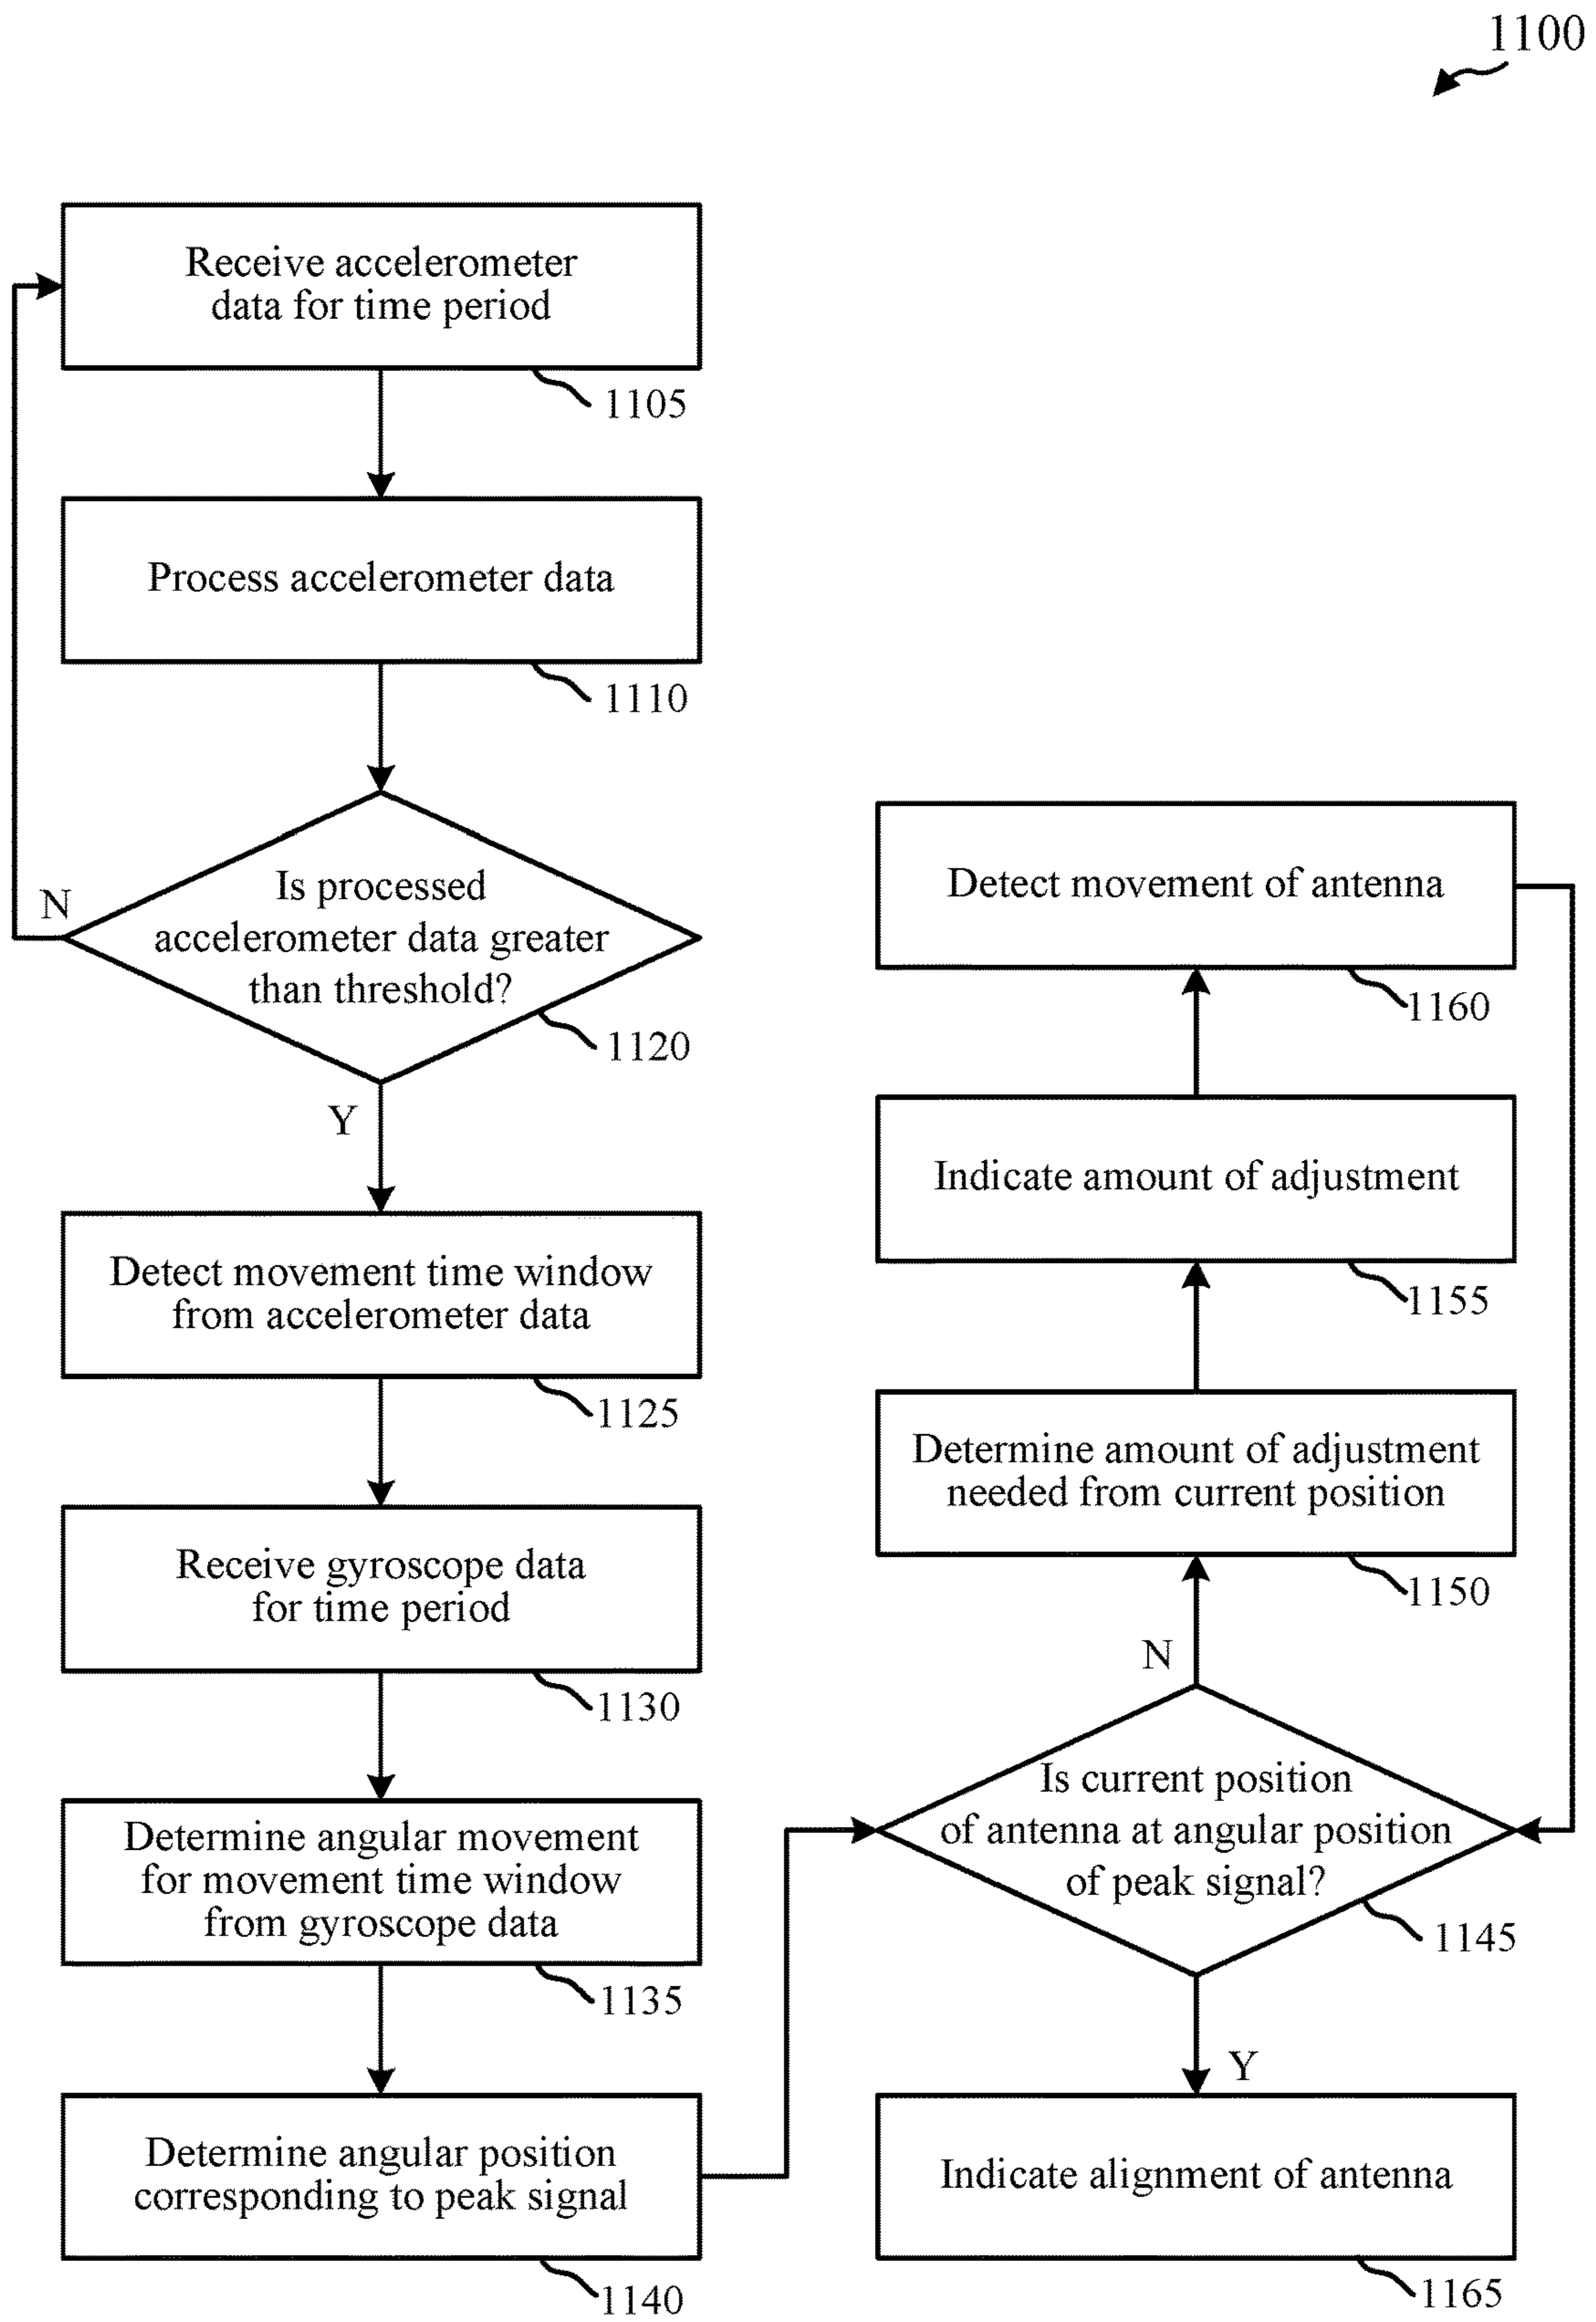 1100
Receive accelerometer
data for time period
1105
Process accelerometer data
1110
Is processed
accelerometer data greater
than threshold?
N
1120
Y
Detect movement time window
from accelerometer data
1125
Receive gyroscope data
for time period
1130
Determine angular movement
for movement time window
from gyroscope data
1135
Determine angular position
corresponding to peak signal
1140
Detect movement of antenna
1160
Indicate amount of adjustment
1155
Determine amount of adjustment
needed from current position
1150
N
Is current position
of antenna at angular position
of peak signal?
1145
Y
Indicate alignment of antenna
1165